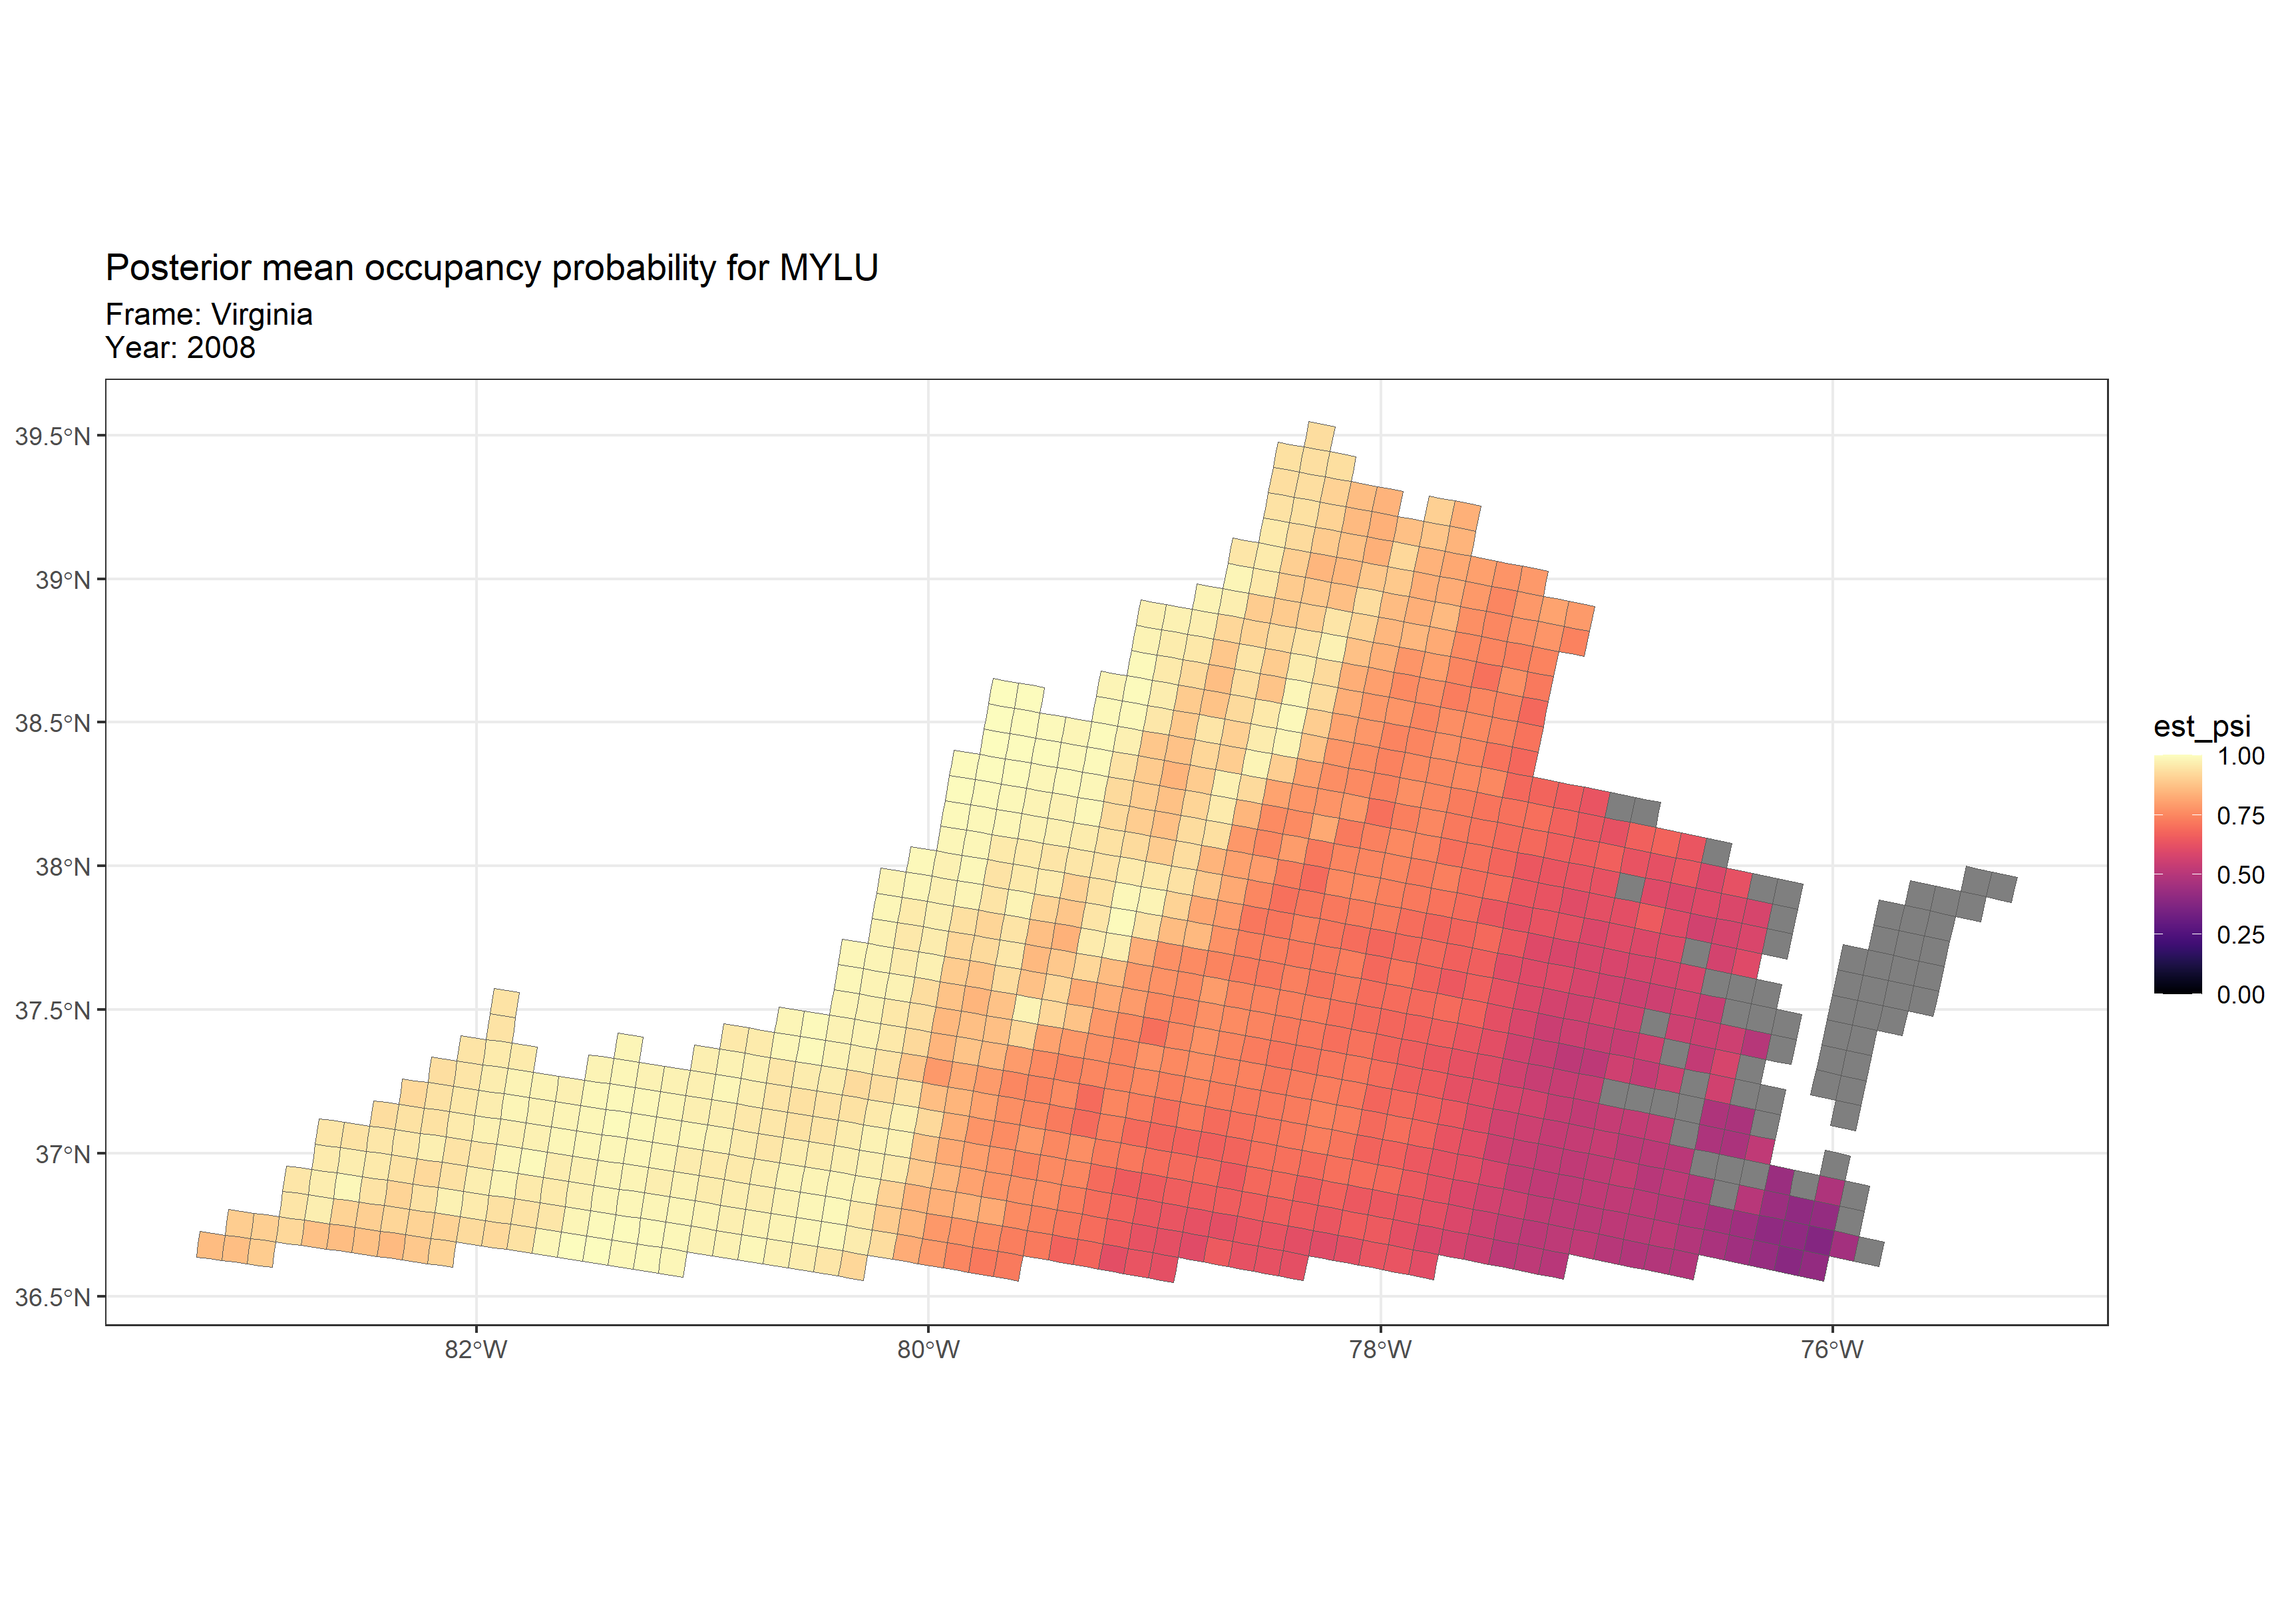 Posterior mean occupancy probability for MYLU
Frame: Virginia
Year: 2008
39.5°N
39°N
38.5°N
38°N
37.5°N
37°N
36.5°N
82°W
80°W
78°W
76°W
est_psi
1.00
0.75
0.50
0.25
0.00